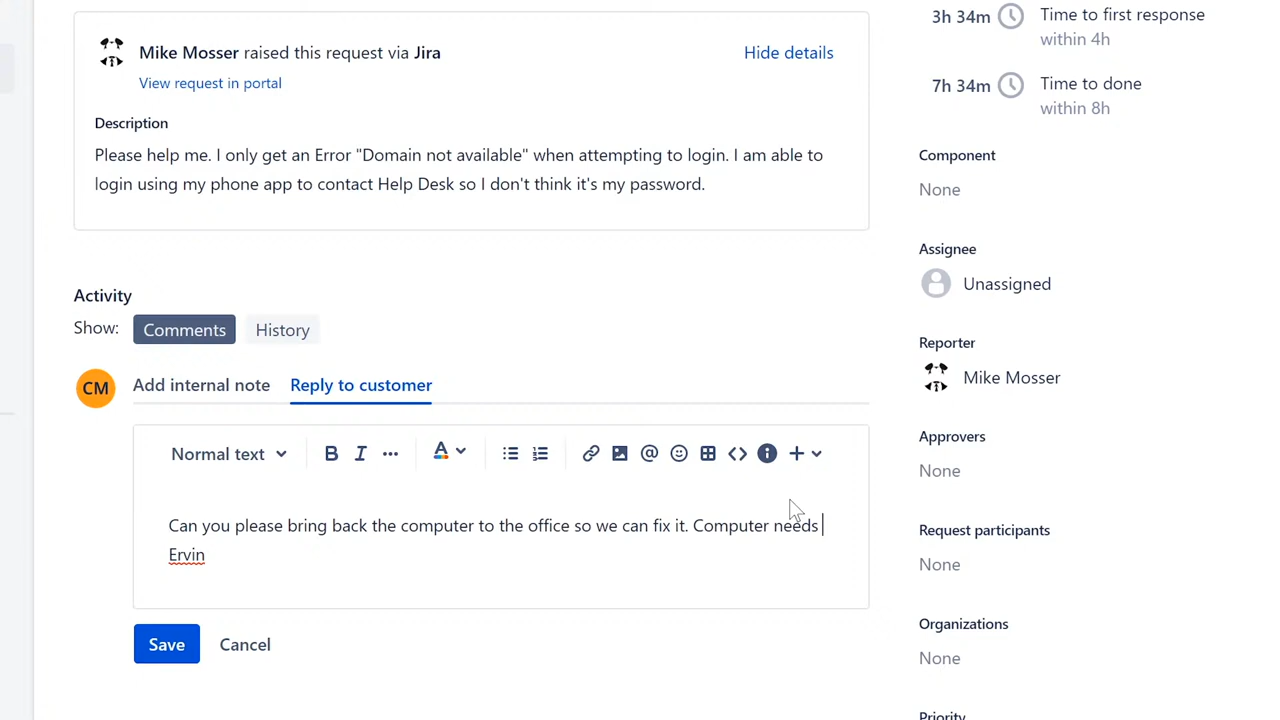 Mike Mosser raised this request via Jira
Hide details
View request in portal
Description
Please help me. I only get an Error "Domain not available" when attempting to login. I am able to
login using my phone app to contact Help Desk so I don't think it's my password.
Activity
Show:
Comments
History
CM
Add internal note
Reply to customer
Normal text
B
I
A
Can you please bring back the computer to the office so we can fix it. Computer needs
Ervin
Save
Cancel
3h 34m
Time to first response
within 4h
7h 34m
Time to done
within 8h
Component
None
Assignee
Unassigned
Reporter
Mike Mosser
Approvers
None
Request participants
None
Organizations
None
Priority